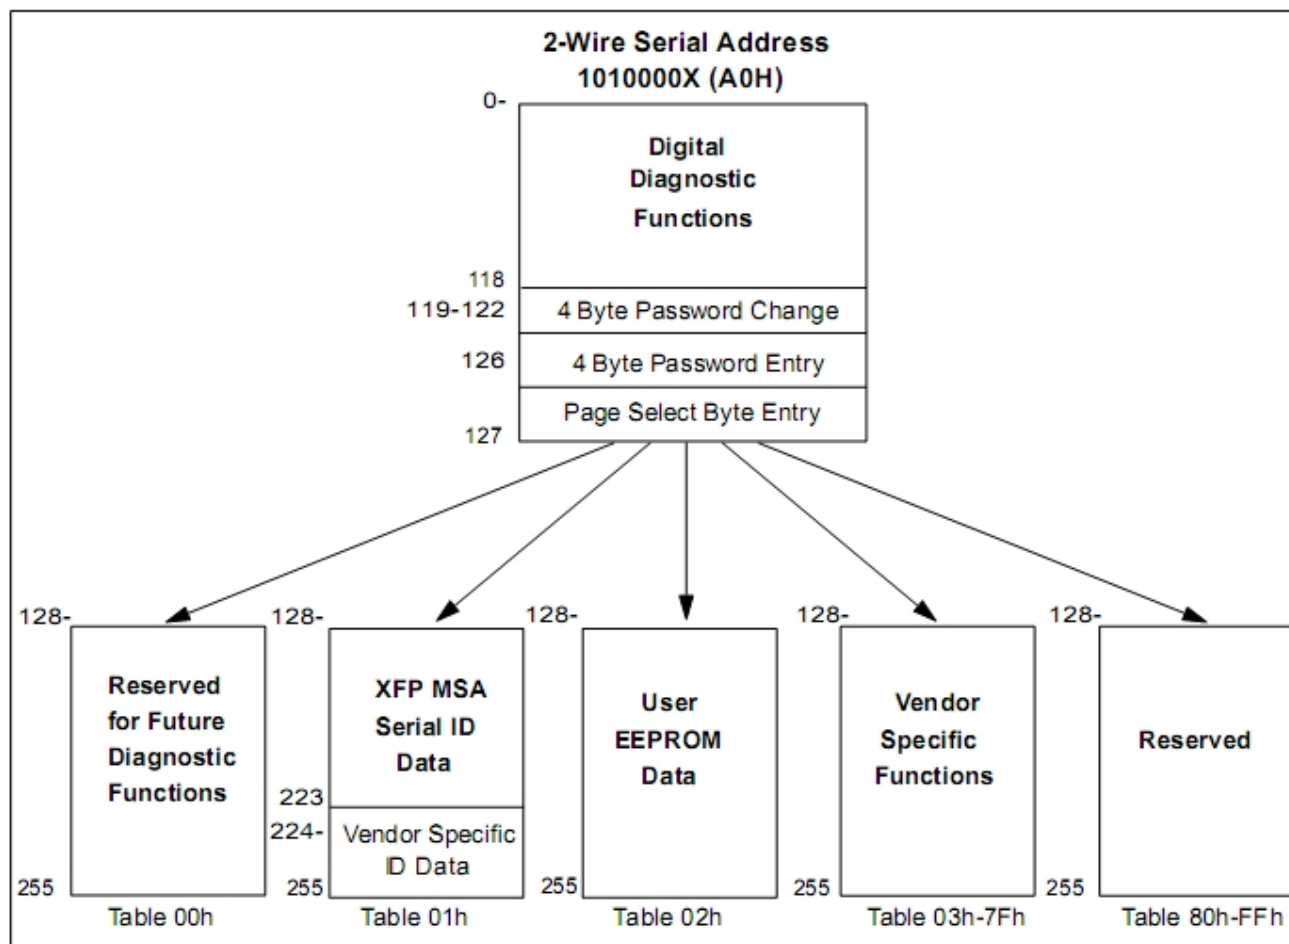 2-Wire Serial Address
1010000X (A0H)
0-
Digital
Diagnostic
Functions
118
119-122
4 Byte Password Change
126
4 Byte Password Entry
Page Select Byte Entry
127
128-
128-
128-
128-
128-
Reserved
for Future
Diagnostic
Functions
XFP MSA
Serial ID
Data
User
EEPROM
Data
Vendor
Specific
Functions
Reserved
223
224-
Vendor Specific
ID Data
255
255
255
255
255
Table 00h
Table 01h
Table 02h
Table 03h-7Fh
Table 80h-FFh